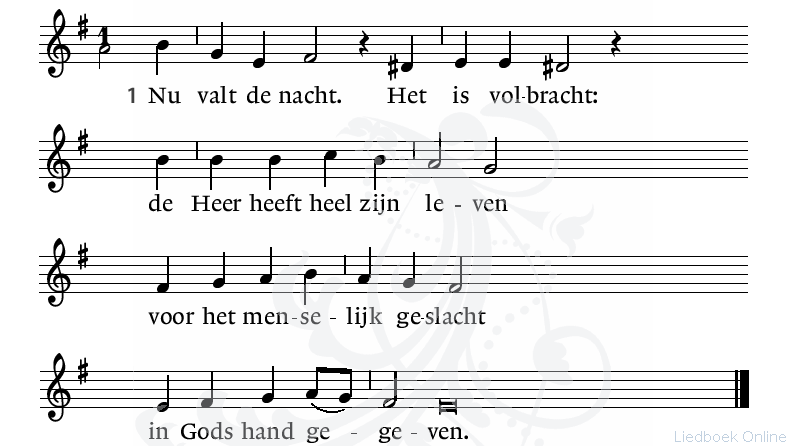 1 Nu valt de nacht. Het is vol-bracht:
de Heer heeft heel zijn le - ven
voor het men-se - lijk ge-slacht
in Gods hand ge - ge - ven.
Liedboek Online